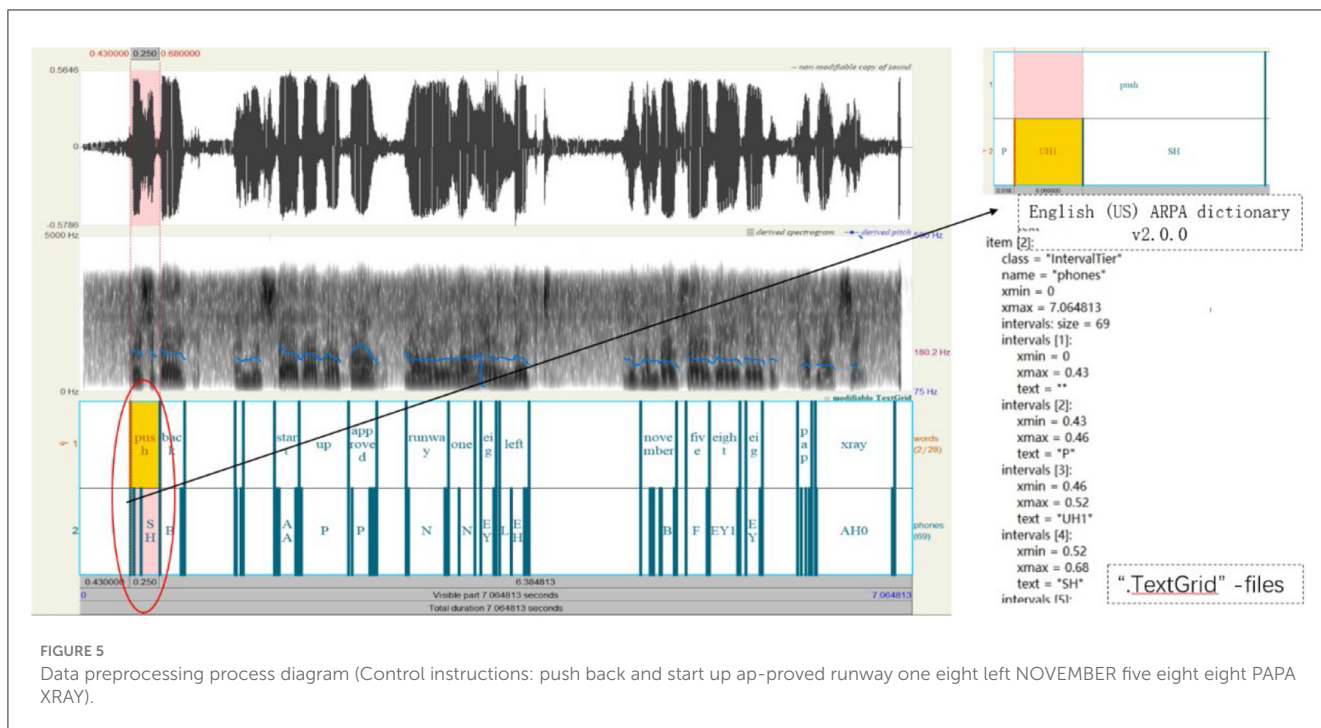 0.430000 0.250 0.680000
0.5646
~ non-modifiable copy of sound
0
-0.5786
5000 Hz
derived spectrogram derived pitch
180.2 Hz
0 Hz
75 Hz
modifiable TextGrid
1
pus
h
bac
k
star
t
up
app
rove
d
runwa
y
one
eig
left
nove
mber
fiv
e
eigh
t
ei
g
pa
p
xray
words
(2/28)
2
SH
B
A
A
P
P
N
N
E
Y
L
E
H
B
F
EY1
E
Y
AH0
phones
(69)
0.430000 0.250 6.384813
0 Visible part 7.064813 seconds 7.064813
Total duration 7.064813 seconds
1
push
2
P UH1 SH
English (US) ARPA dictionary
v2.0.0
item [2]:
class = "IntervalTier"
name = "phones"
xmin = 0
xmax = 7.064813
intervals: size = 69
intervals [1]:
xmin = 0
xmax = 0.43
text = ""
intervals [2]:
xmin = 0.43
xmax = 0.46
text = "P"
intervals [3]:
xmin = 0.46
xmax = 0.52
text = "UH1"
intervals [4]:
xmin = 0.52
xmax = 0.68
text = "SH"
intervals [5]:
".TextGrid" -files
FIGURE 5
Data preprocessing process diagram (Control instructions: push back and start up ap-proved runway one eight left NOVEMBER five eight eight PAPA
XRAY).